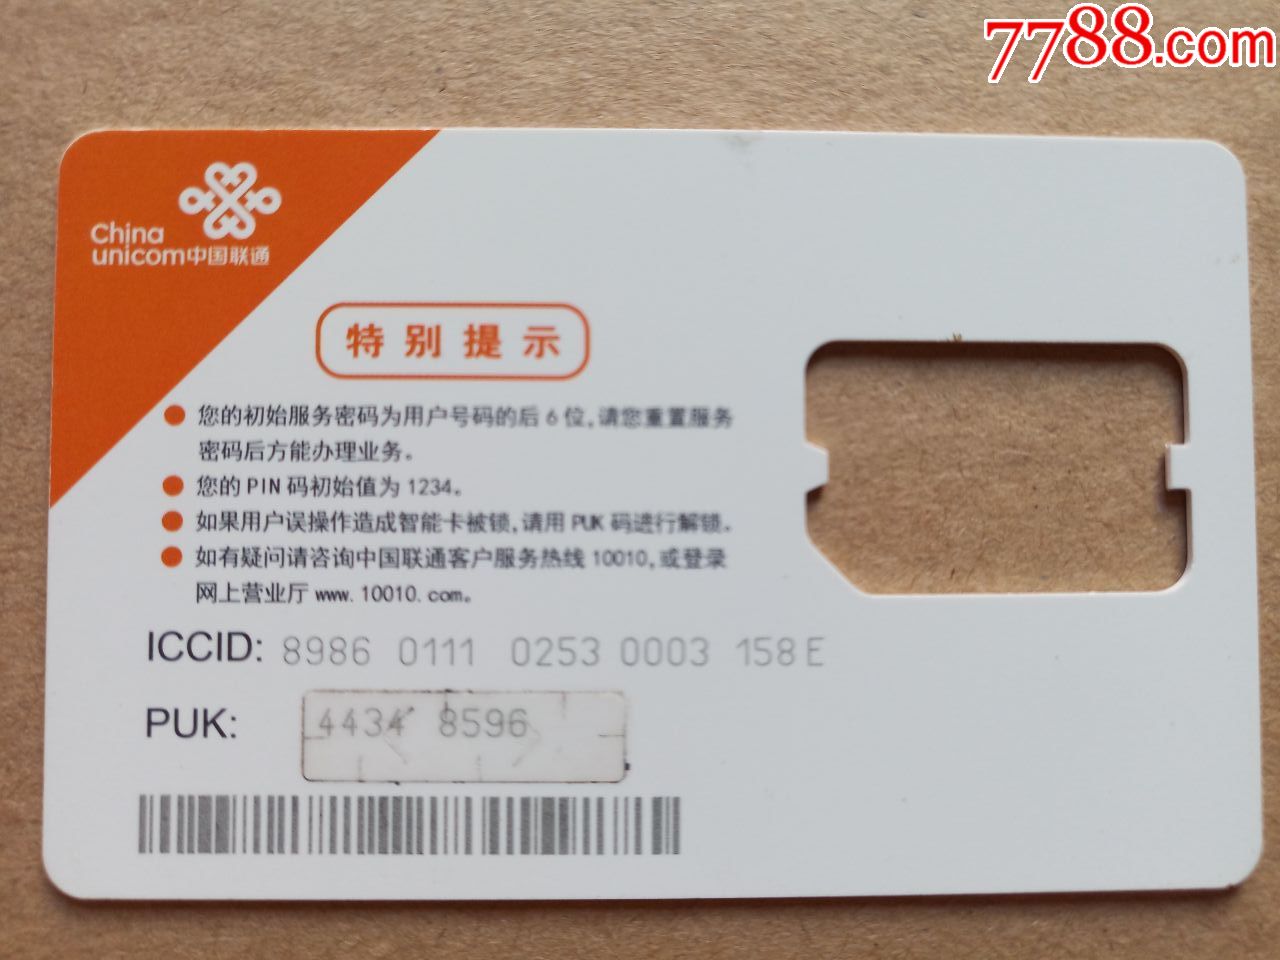 7788.com
China
unicom中国联通
特别提示
您的初始服务密码为用户号码的后6位,请您重置服务
密码后方能办理业务。
您的PIN码初始值为1234。
如果用户误操作造成智能卡被锁,请用PUK码进行解锁。
如有疑问请咨询中国联通客户服务热线10010,或登录
网上营业厅www.10010.com。
ICCID: 8986 0111 0253 0003 158E
PUK: 4434 8596